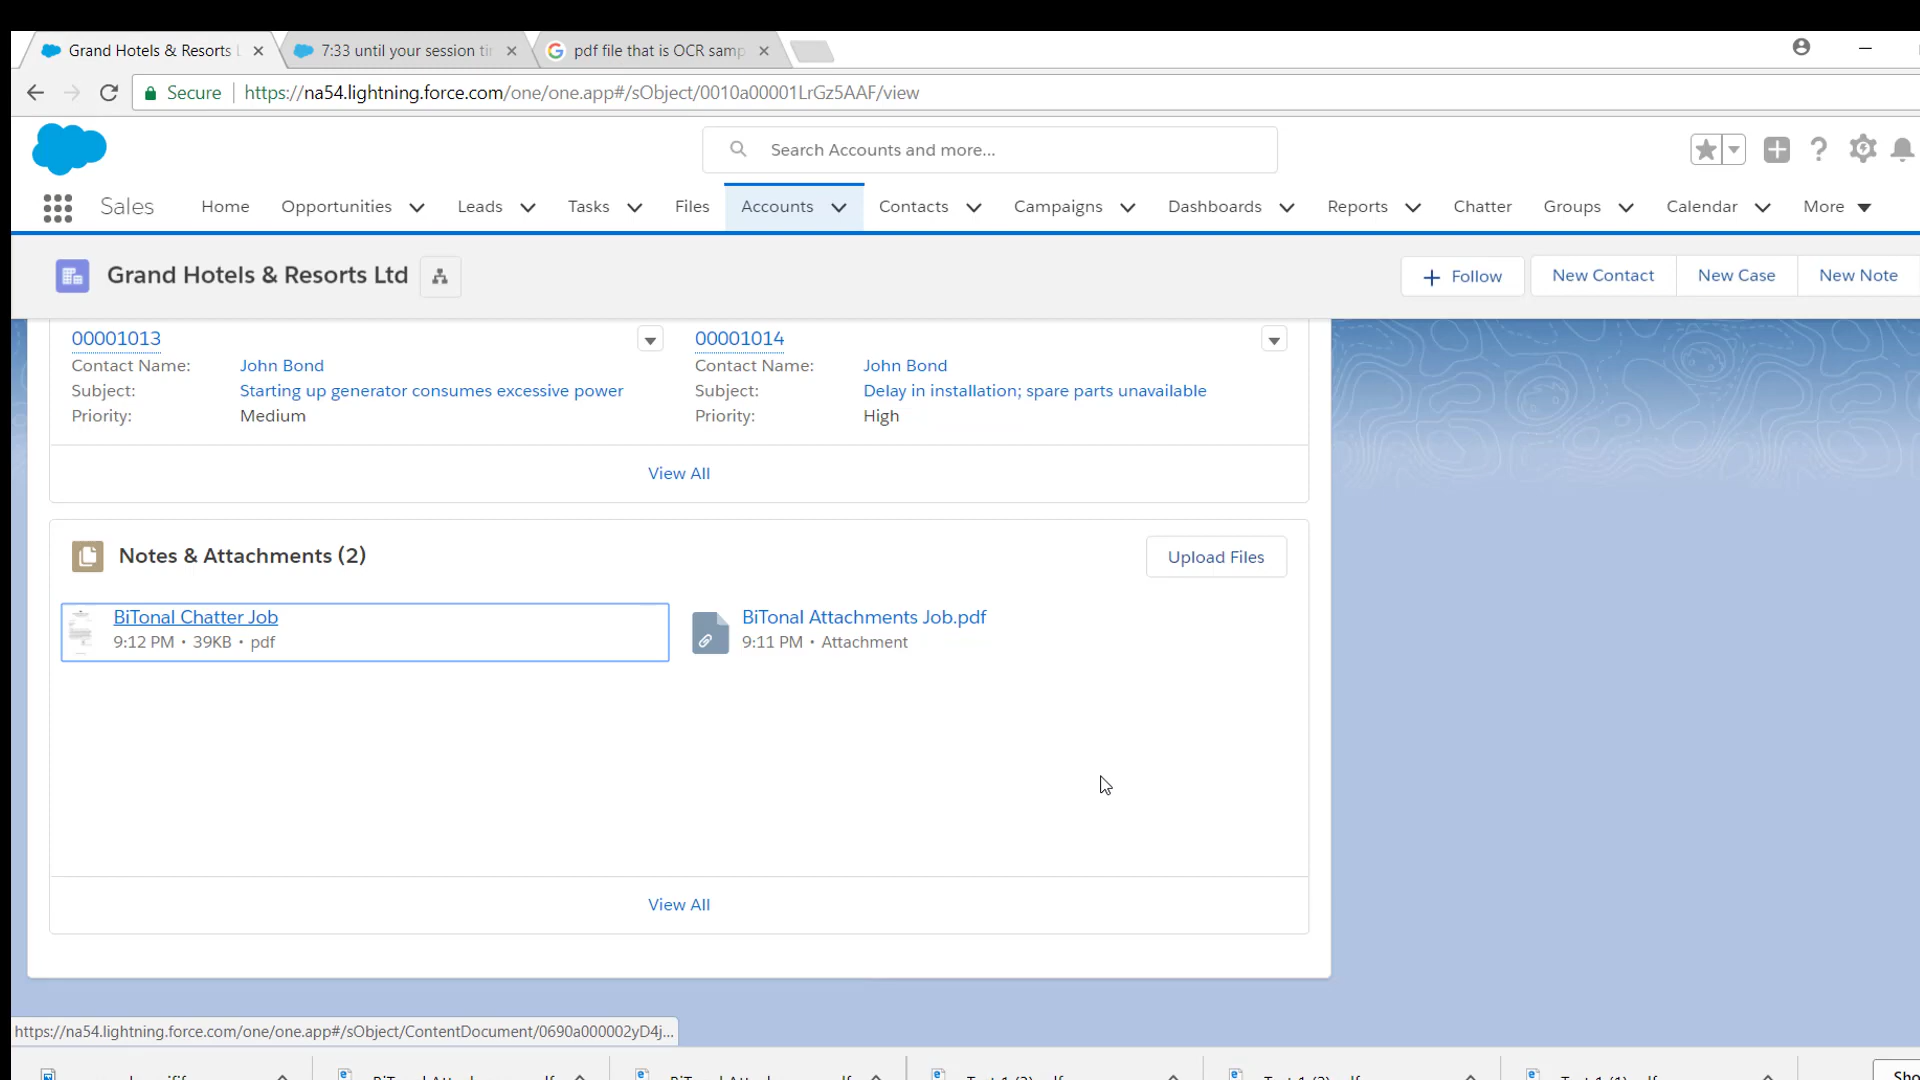 Grand Hotels & Resorts
7:33 until your session ti
pdf file that is OCR samp
Secure https://na54.lightning.force.com/one/one.app#/sObject/0010a00001LrGz5AAF/view
Search Accounts and more...
Sales Home Opportunities Leads Tasks Files Accounts Contacts Campaigns Dashboards Reports Chatter Groups Calendar More
Grand Hotels & Resorts Ltd
Follow New Contact New Case New Note
00001013
Contact Name: John Bond
Subject: Starting up generator consumes excessive power
Priority: Medium
00001014
Contact Name: John Bond
Subject: Delay in installation; spare parts unavailable
Priority: High
View All
Notes & Attachments (2)
Upload Files
BiTonal Chatter Job
9:12 PM • 39KB • pdf
BiTonal Attachments Job.pdf
9:11 PM • Attachment
View All
https://na54.lightning.force.com/one/one.app#/sObject/ContentDocument/0690a000002yD4j...